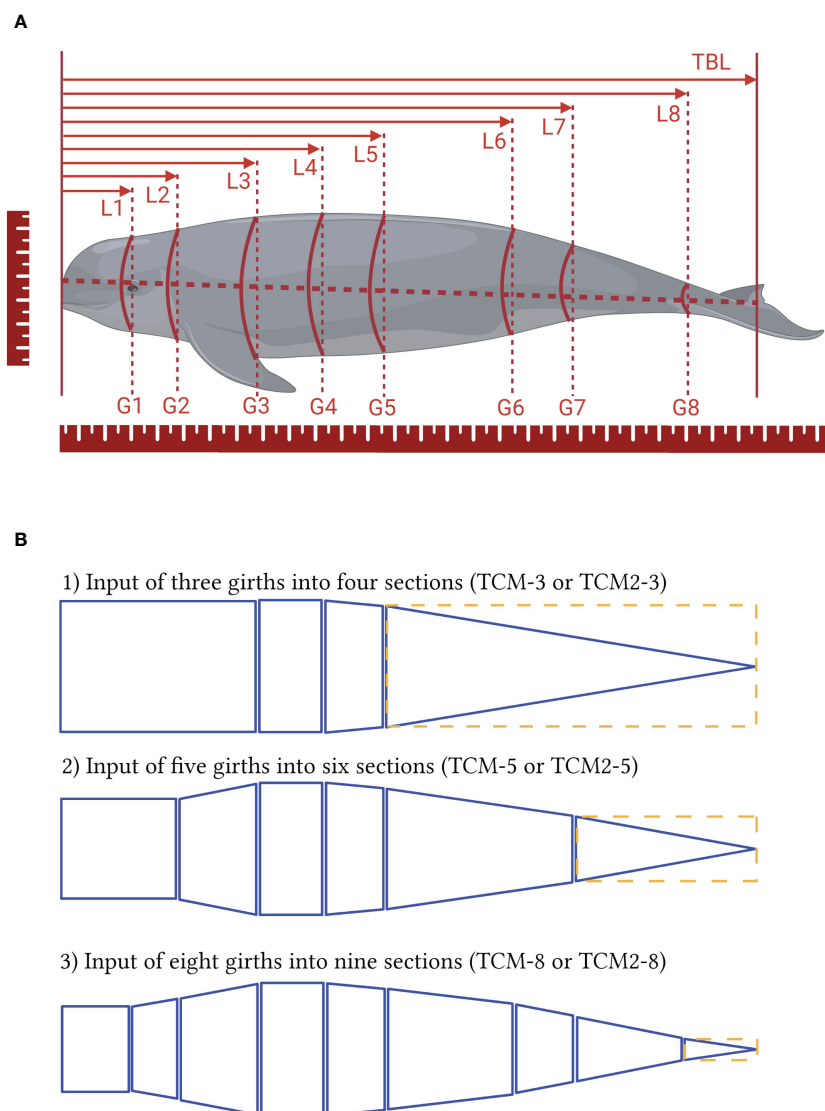 A
TBL
L8
L7
L6
L5
L4
L3
L2
L1
G1 G2 G3 G4 G5 G6 G7 G8
B
1) Input of three girths into four sections (TCM-3 or TCM2-3)
2) Input of five girths into six sections (TCM-5 or TCM2-5)
3) Input of eight girths into nine sections (TCM-8 or TCM2-8)